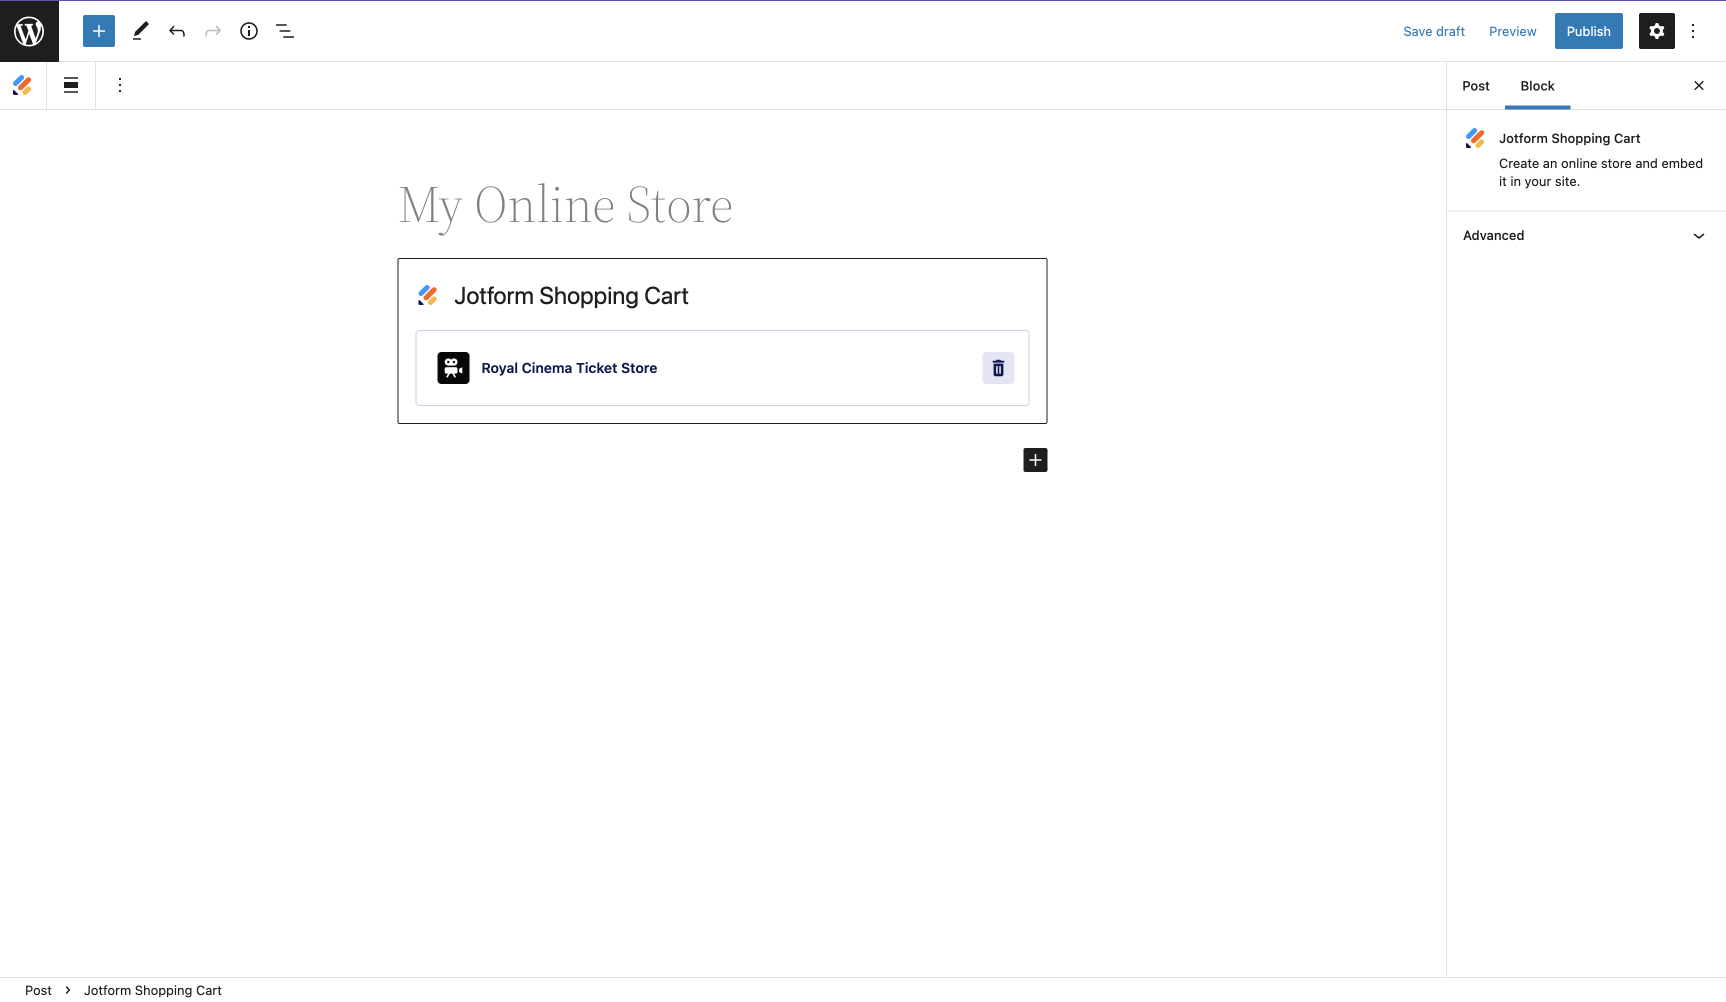 Save draft
Preview
Publish
Post
Block
Jotform Shopping Cart
Create an online store and embed
it in your site.
Advanced
My Online Store
Jotform Shopping Cart
Royal Cinema Ticket Store
Post
Jotform Shopping Cart